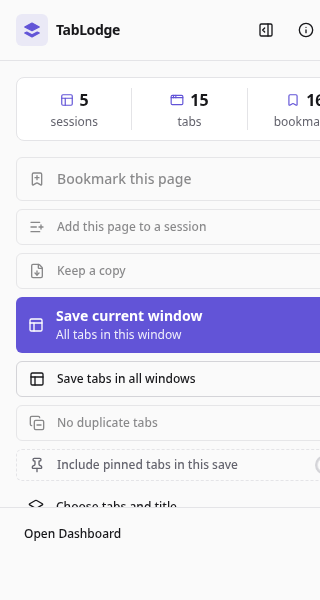 TabLodge
5
sessions
15
tabs
16
bookma
Bookmark this page
Add this page to a session
Keep a copy
Save current window
All tabs in this window
Save tabs in all windows
No duplicate tabs
Include pinned tabs in this save
Choose tabs and title
Open Dashboard